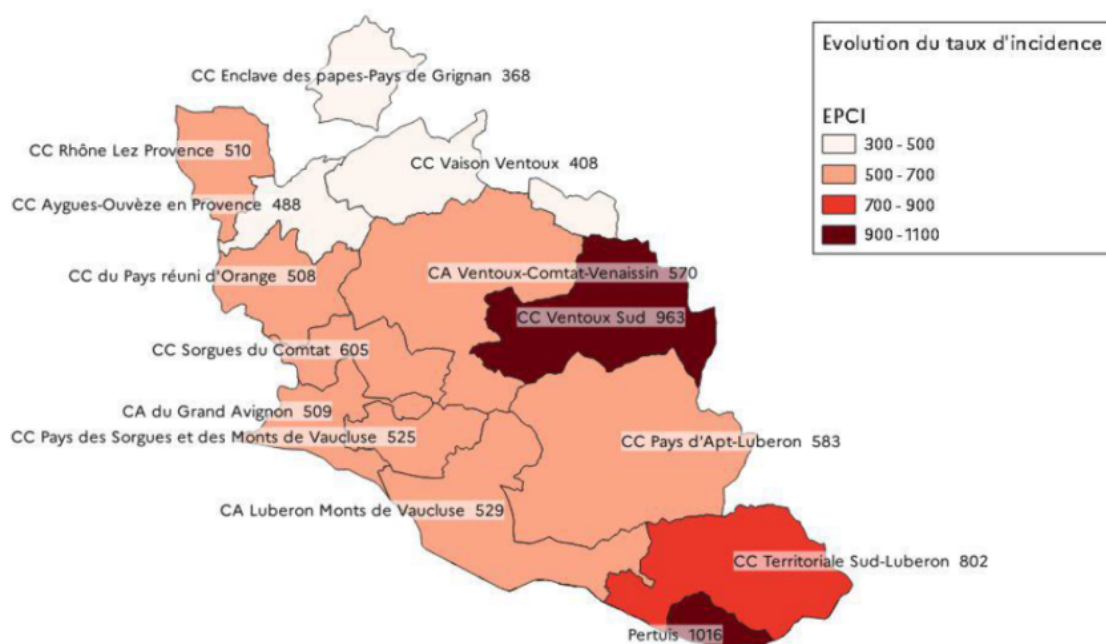 Evolution du taux d'incidence
EPCI
300 - 500
500 - 700
700 - 900
900 - 1100
CC Enclave des papes-Pays de Grignan 368
CC Rhône Lez Provence 510
CC Vaison Ventoux 408
CC Aygues-Ouvèze en Provence 488
CC du Pays réuni d'Orange 508
CA Ventoux-Comtat-Venaissin 570
CC Ventoux Sud 963
CC Sorgues du Comtat 605
CA du Grand Avignon 509
CC Pays des Sorgues et des Monts de Vaucluse 525
CC Pays d'Apt-Luberon 583
CA Luberon Monts de Vaucluse 529
CC Territoriale Sud-Luberon 802
Pertuis 1016